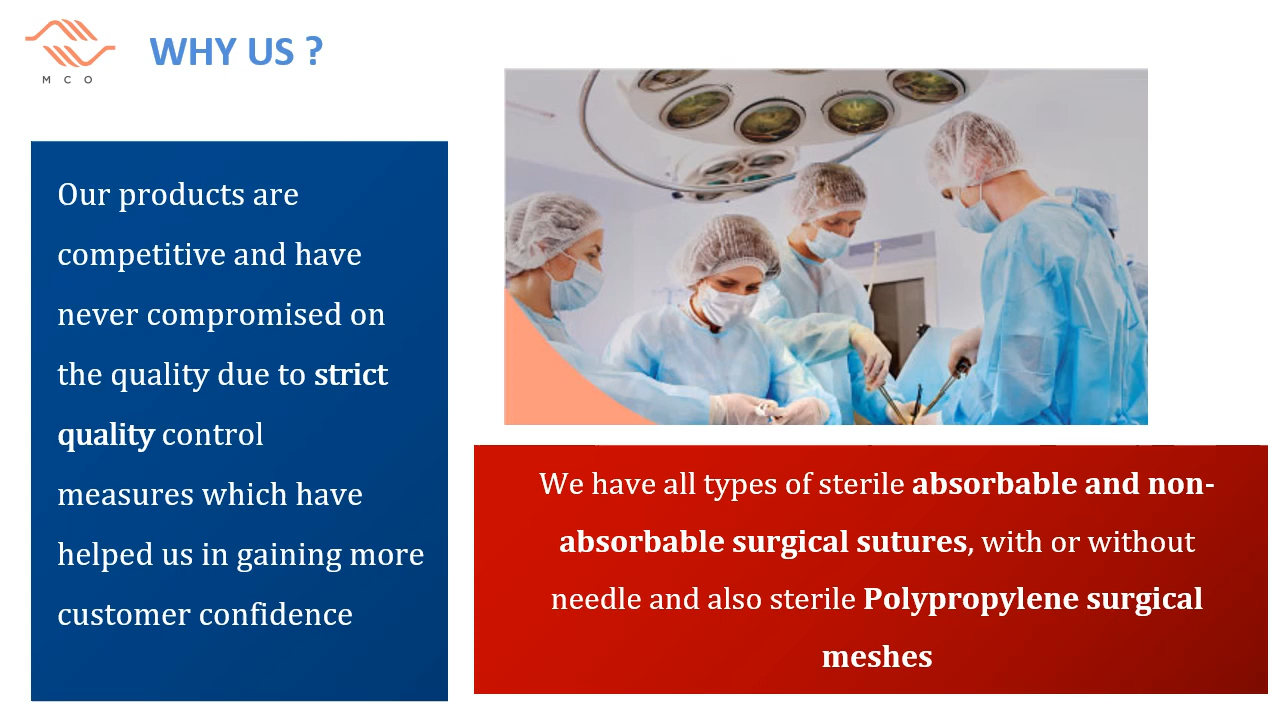 MCO
WHY US ?
Our products are
competitive and have
never compromised on
the quality due to strict
quality control
measures which have
helped us in gaining more
customer confidence
We have all types of sterile absorbable and non-
absorbable surgical sutures, with or without
needle and also sterile Polypropylene surgical
meshes